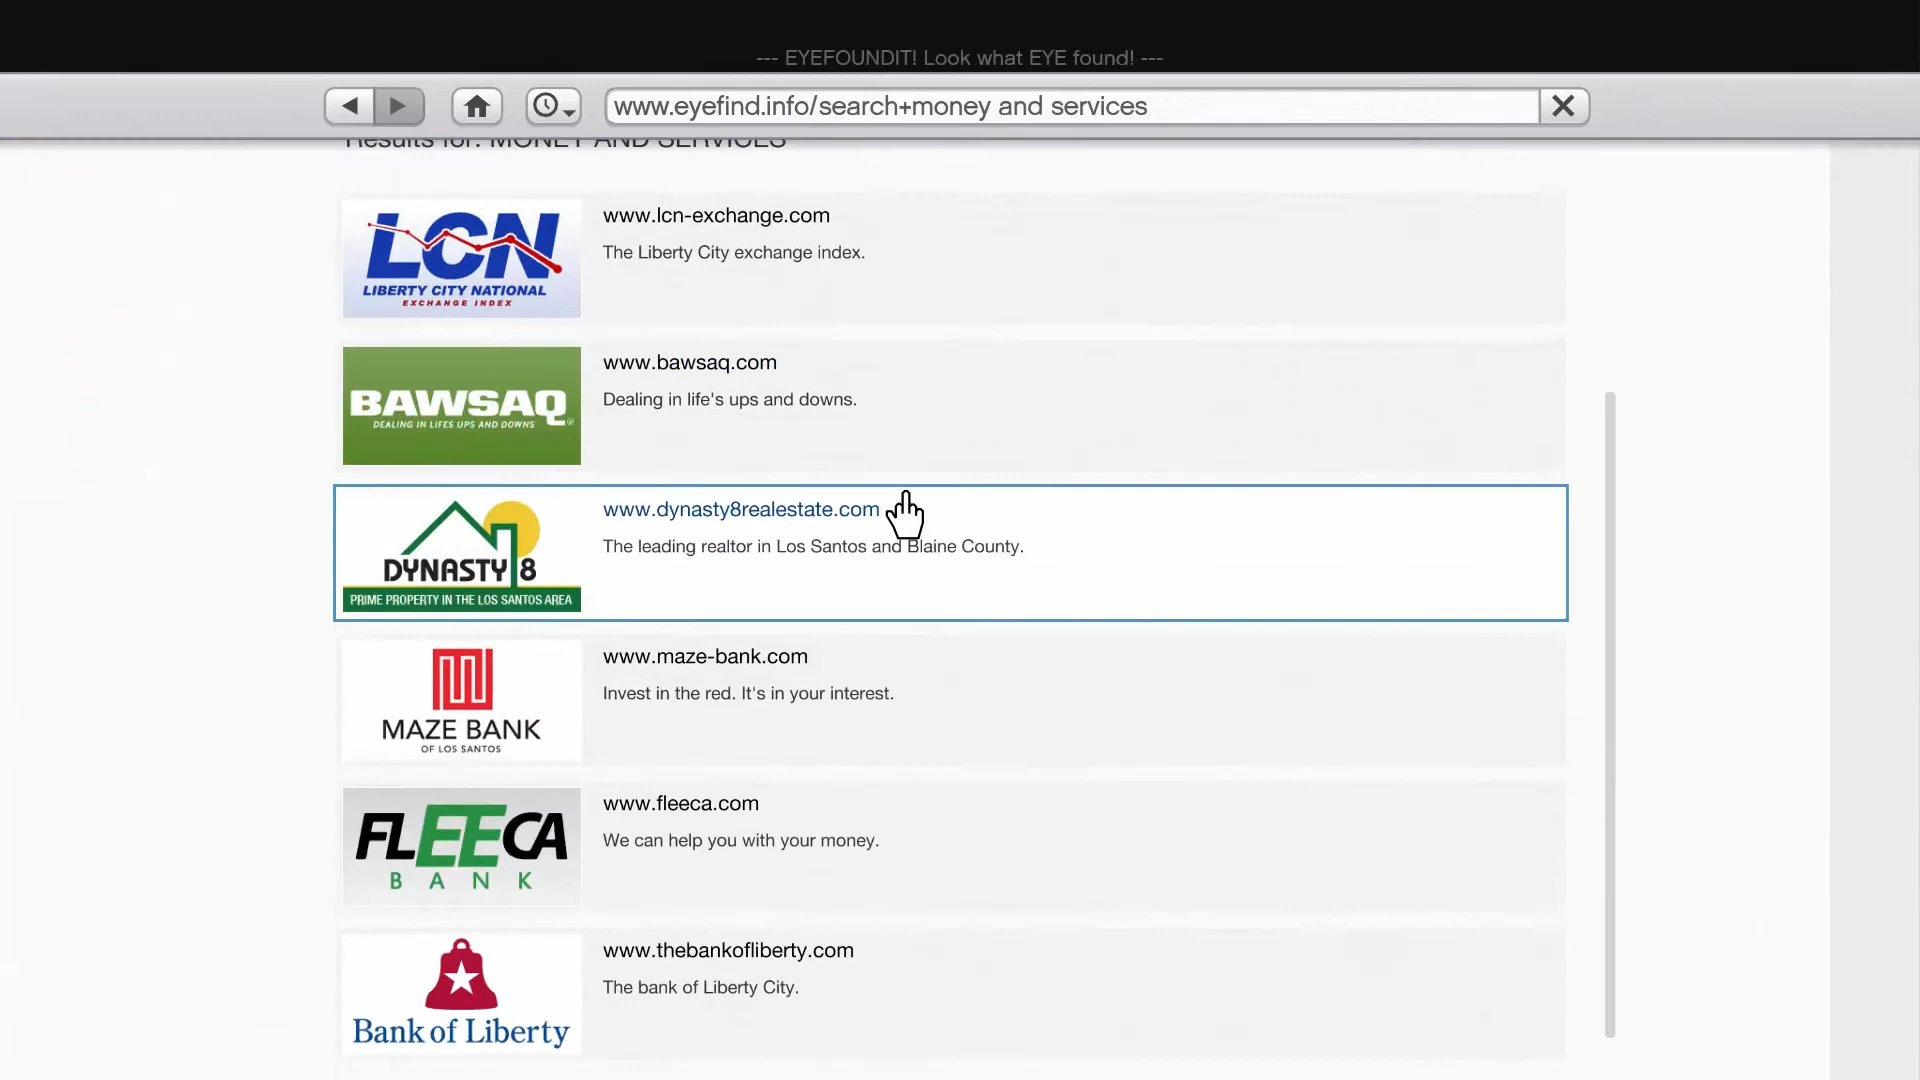 --- EYEFOUNDIT! Look what EYE found! ---
www.eyefind.info/search+money and services
Results for: MONEY AND SERVICES
LCN
LIBERTY CITY NATIONAL
EXCHANGE INDEX
www.lcn-exchange.com
The Liberty City exchange index.
BAWSAQ
DEALING IN LIFES UPS AND DOWNS
www.bawsaq.com
Dealing in life's ups and downs.
DYNASTY 8
PRIME PROPERTY IN THE LOS SANTOS AREA
www.dynasty8realestate.com
The leading realtor in Los Santos and Blaine County.
MAZE BANK
OF LOS SANTOS
www.maze-bank.com
Invest in the red. It's in your interest.
FLEECA
BANK
www.fleeca.com
We can help you with your money.
Bank of Liberty
www.thebankofliberty.com
The bank of Liberty City.